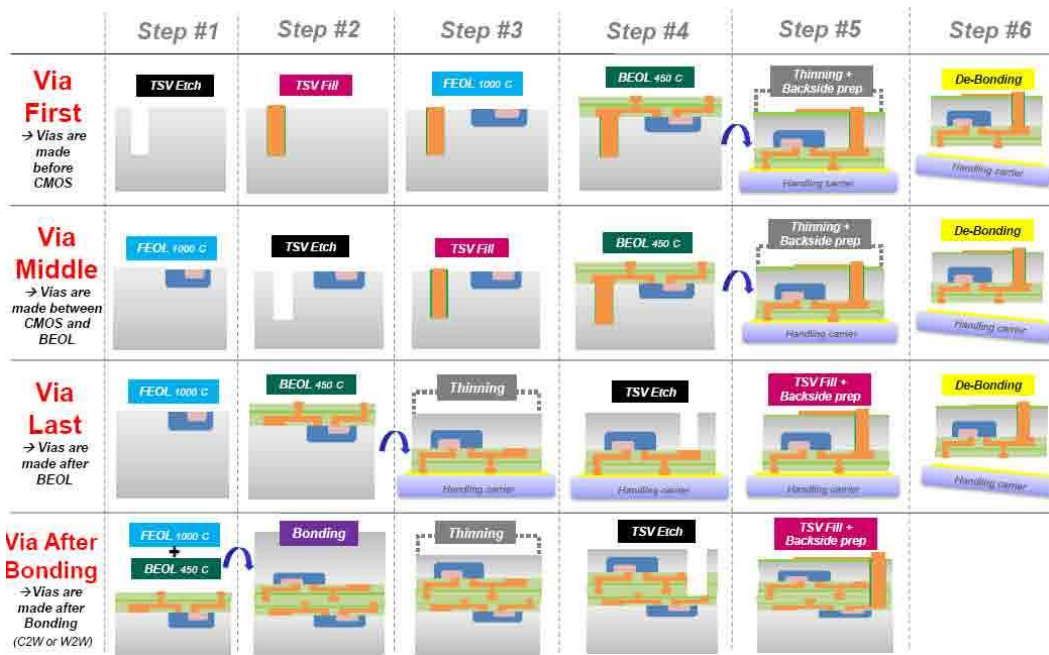 Step #1
Step #2
Step #3
Step #4
Step #5
Step #6
Via
First
→ Vias are
made
before
CMOS
TSV Etch
TSV Fill
FEOL 1000 C
BEOL 450 C
Thinning +
Backside prep
Handling carrier
De-Bonding
Handling carrier
Via
Middle
→ Vias are
made between
CMOS and
BEOL
FEOL 1000 C
TSV Etch
TSV Fill
BEOL 450 C
Thinning +
Backside prep
Handling carrier
De-Bonding
Handling carrier
Via
Last
→ Vias are
made after
BEOL
FEOL 1000 C
BEOL 450 C
Thinning
Handling carrier
TSV Etch
Handling carrier
TSV Fill +
Backside prep
Handling carrier
De-Bonding
Handling carrier
Via After
Bonding
→ Vias are
made after
Bonding
(C2W or W2W)
FEOL 1000 C
+
BEOL 450 C
Bonding
Thinning
TSV Etch
TSV Fill +
Backside prep